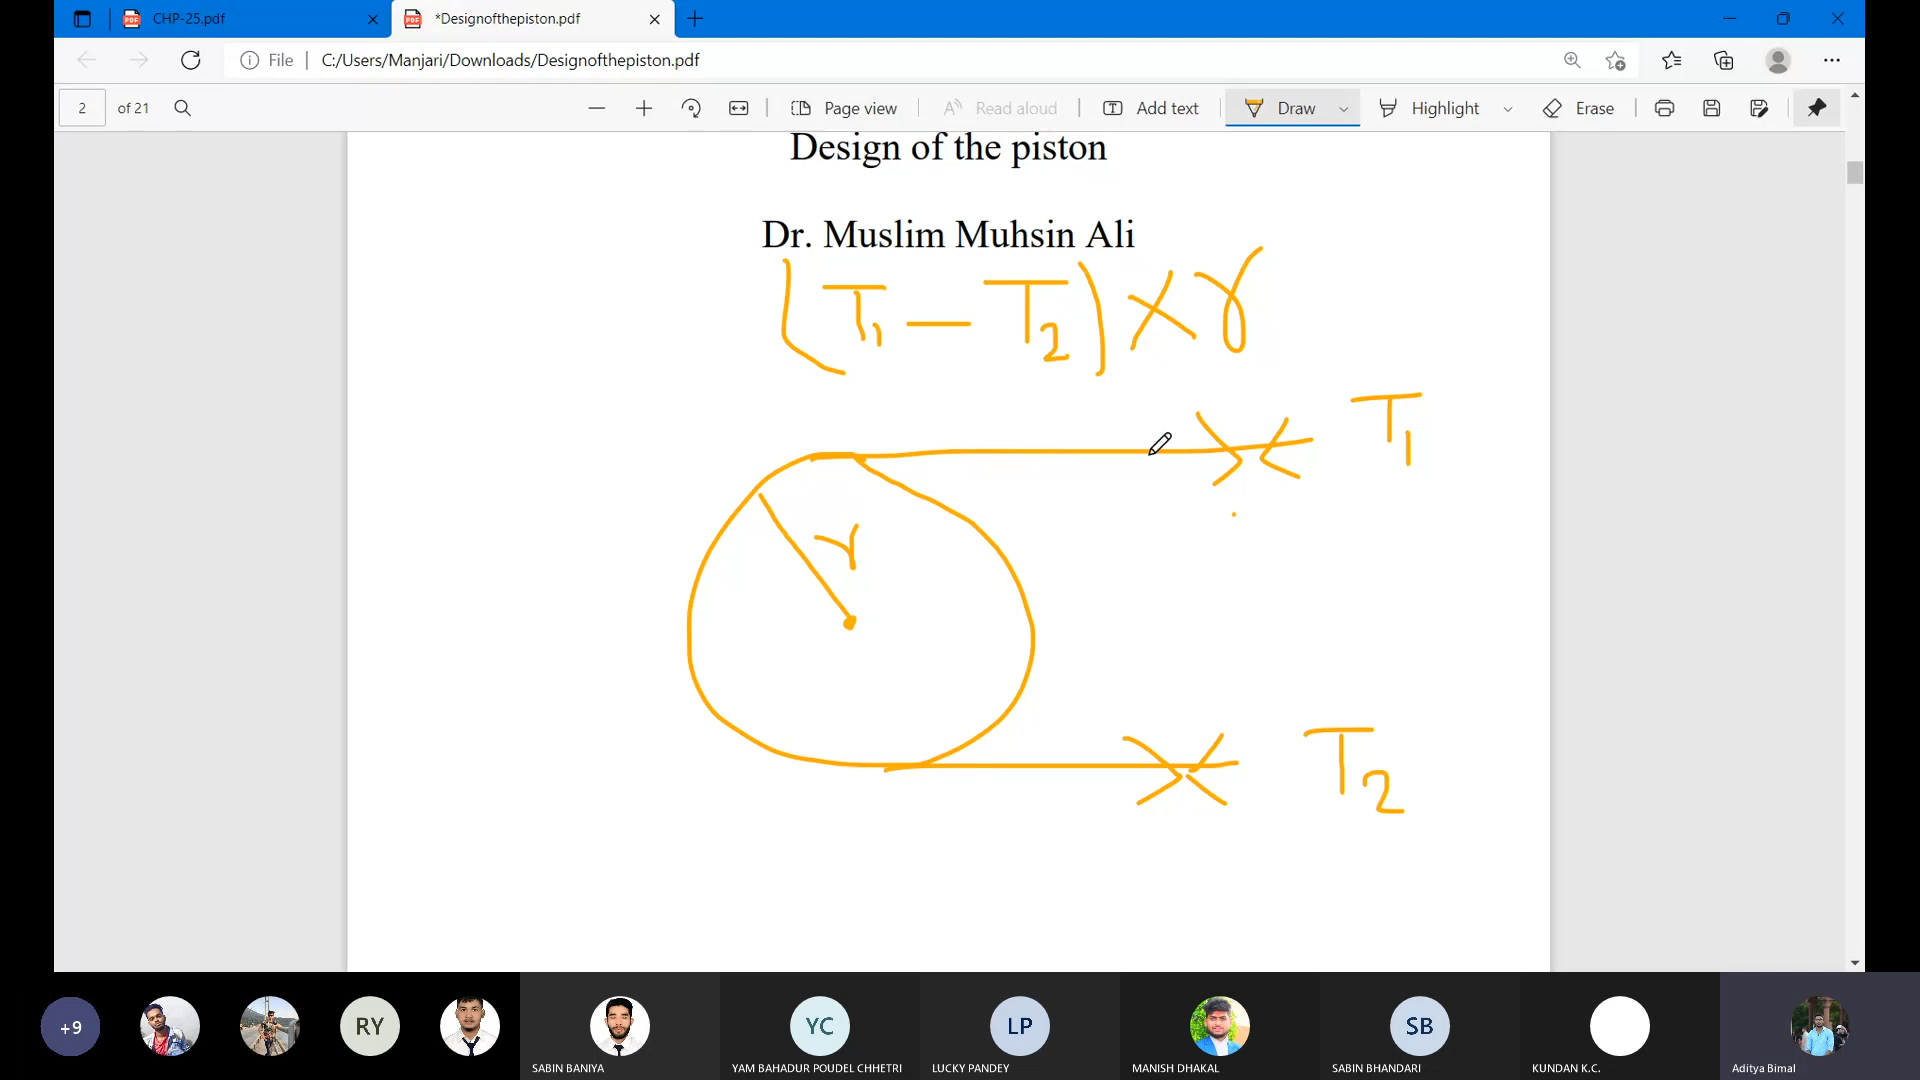 CHP-25.pdf
*Designofthepiston.pdf
File
C:/Users/Manjari/Downloads/Designofthepiston.pdf
2 of 21
Page view
Read aloud
Add text
Draw
Highlight
Erase
Design of the piston
Dr. Muslim Muhsin Ali
(T1 — T2) × r
T1
r
T2
+9
RY
YC
LP
SB
SABIN BANIYA
YAM BAHADUR POUDEL CHHETRI
LUCKY PANDEY
MANISH DHAKAL
SABIN BHANDARI
KUNDAN K.C.
Aditya Bimal